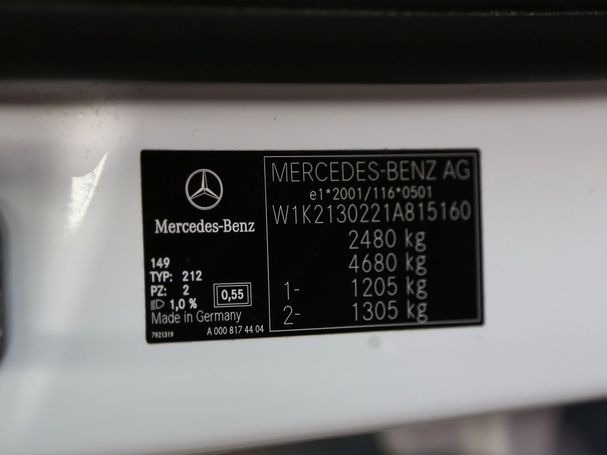 MERCEDES-BENZ AG
e1*2001/116*0501
W1K2130221A815160
2480 kg
4680 kg
1- 1205 kg
2- 1305 kg
Mercedes-Benz
149
TYP: 212
PZ: 2
1,0 %
0,55
Made in Germany
7921319
A 000 817 44 04